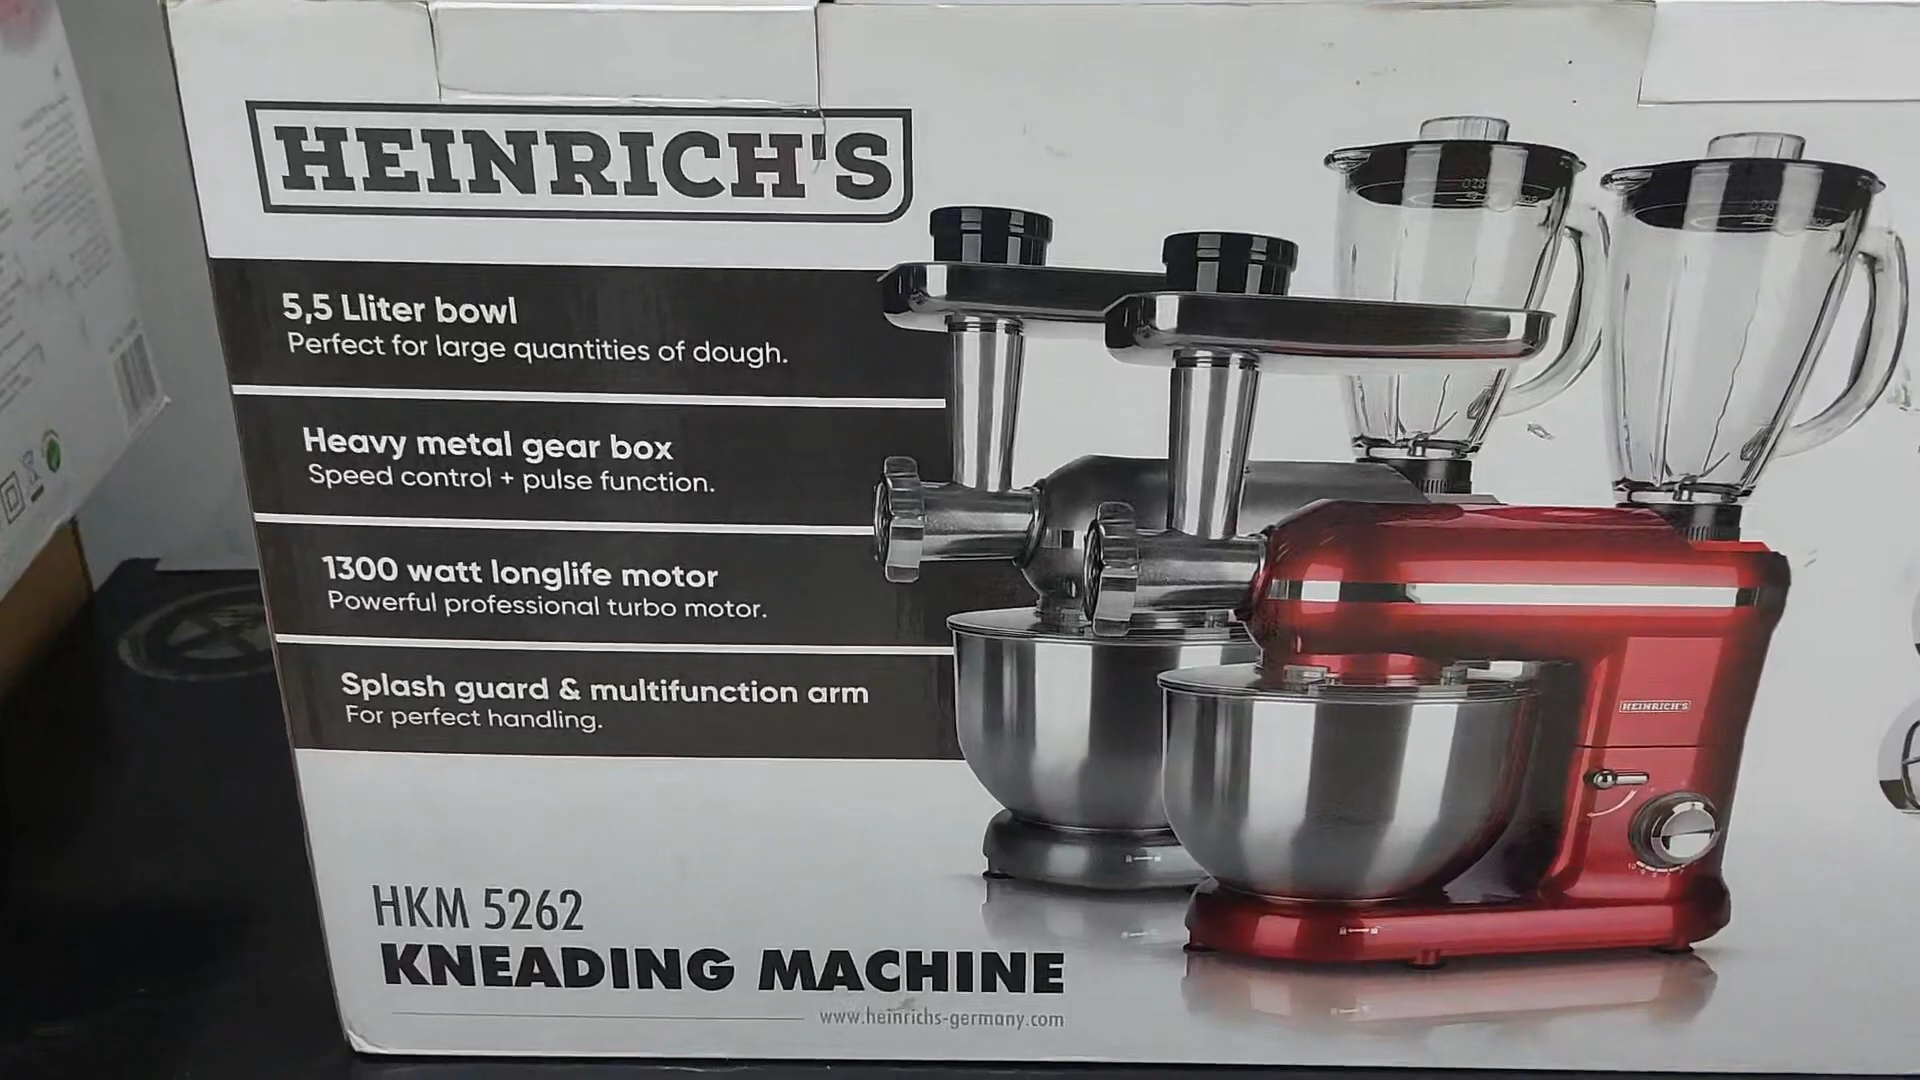 HEINRICH'S
5,5 Lliter bowl
Perfect for large quantities of dough.
Heavy metal gear box
Speed control + pulse function.
1300 watt longlife motor
Powerful professional turbo motor.
Splash guard & multifunction arm
For perfect handling.
HEINRICH'S
HKM 5262
KNEADING MACHINE
www.heinrichs-germany.com